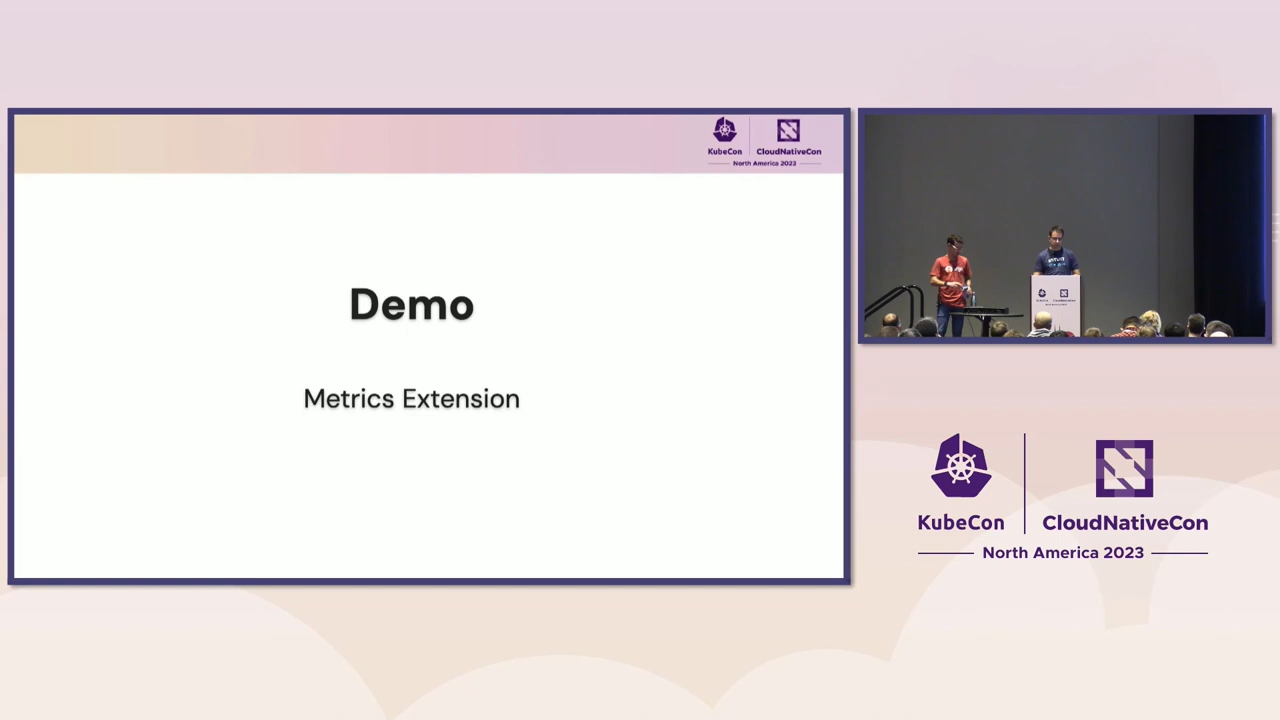 KubeCon
CloudNativeCon
North America 2023
Demo
Metrics Extension
KubeCon
CloudNativeCon
North America 2023